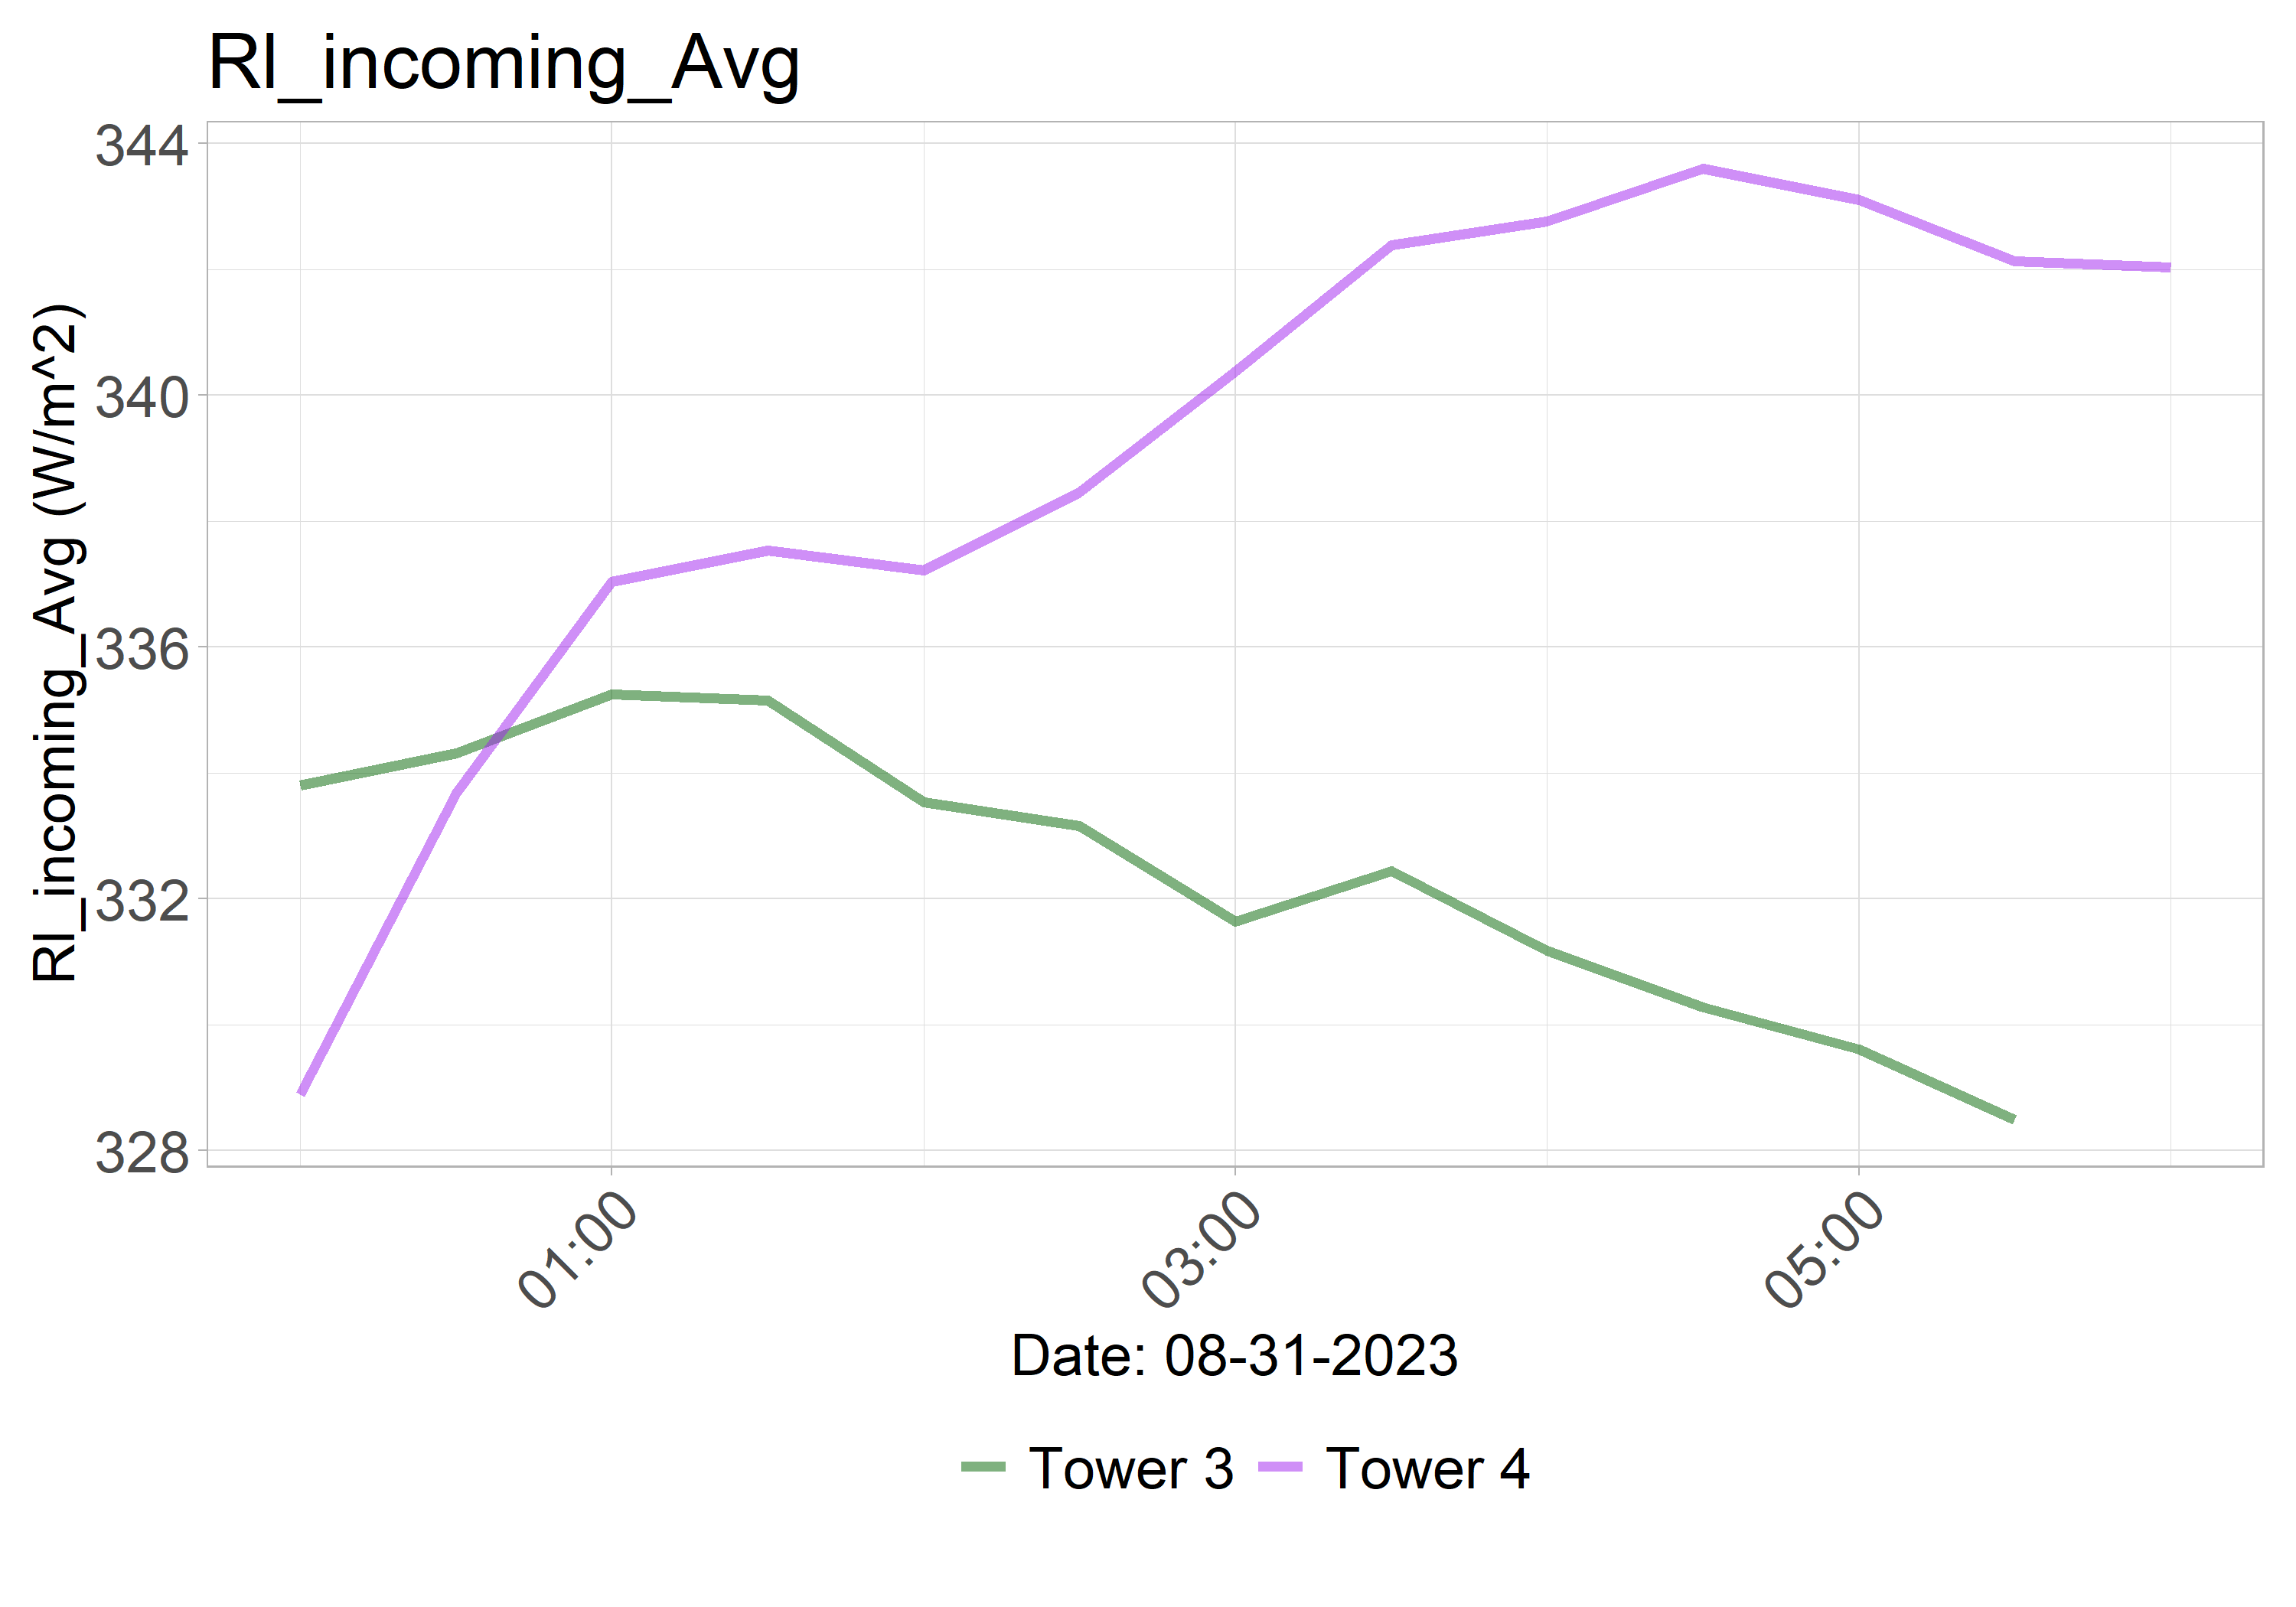 Rl_incoming_Avg
Rl_incoming_Avg (W/m^2)
344
340
336
332
328
01:00
03:00
05:00
Date: 08-31-2023
Tower 3
Tower 4